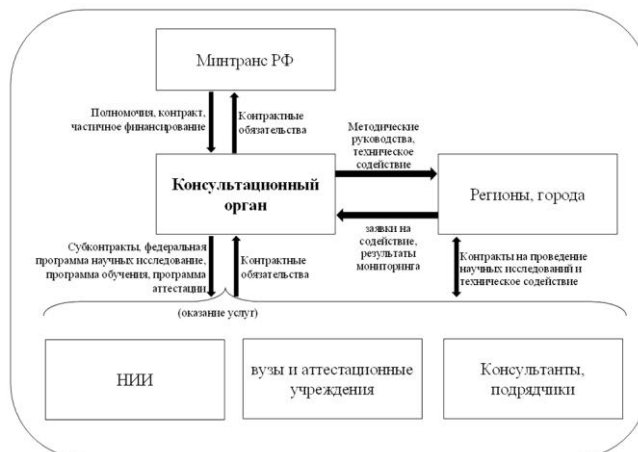 Минтранс РФ
Полномочия, контракт,
частичное финансирование
Контрактные
обязательства
Методические
руководства,
техническое
содействие
Консультационный
орган
Регионы, города
заявки на
содействие,
результаты
мониторинга
Субконтракты, федеральная
программа научных исследование,
программа обучения, программа
аттестации
Контрактные
обязательства
Контракты на проведение
научных исследований и
техническое содействие
(оказание услуг)
НИИ
вузы и аттестационные
учреждения
Консультанты,
подрядчики